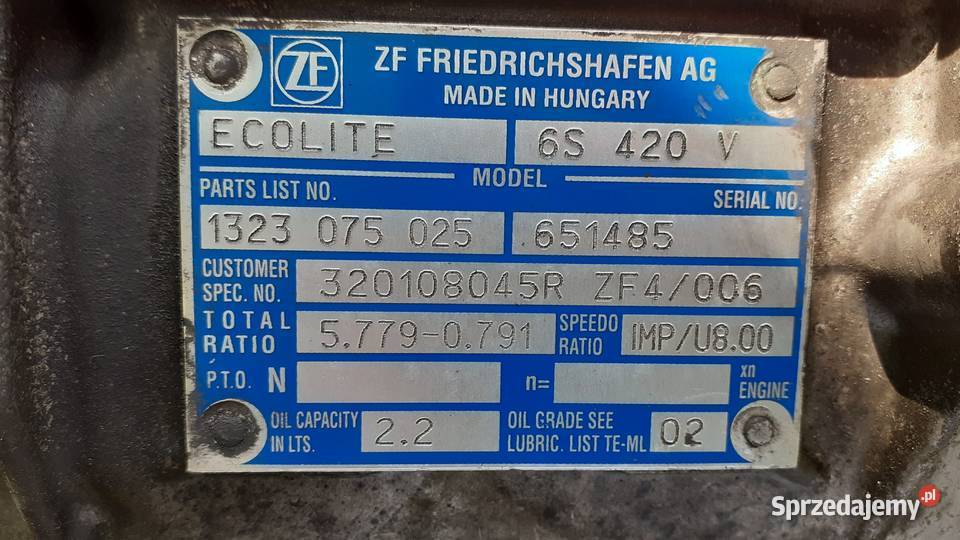 ZF
ZF FRIEDRICHSHAFEN AG
MADE IN HUNGARY
ECOLITE 6S 420 V
MODEL
PARTS LIST NO. SERIAL NO.
1323 075 025 651485
CUSTOMER SPEC. NO. 320108045R ZF4/006
TOTAL RATIO 5.779-0.791 SPEEDO RATIO IMP/U8.00
P.T.O. N n= xn ENGINE
OIL CAPACITY IN LTS. 2.2 OIL GRADE SEE LUBRIC. LIST TE-ML 02
Sprzedajemy.pl